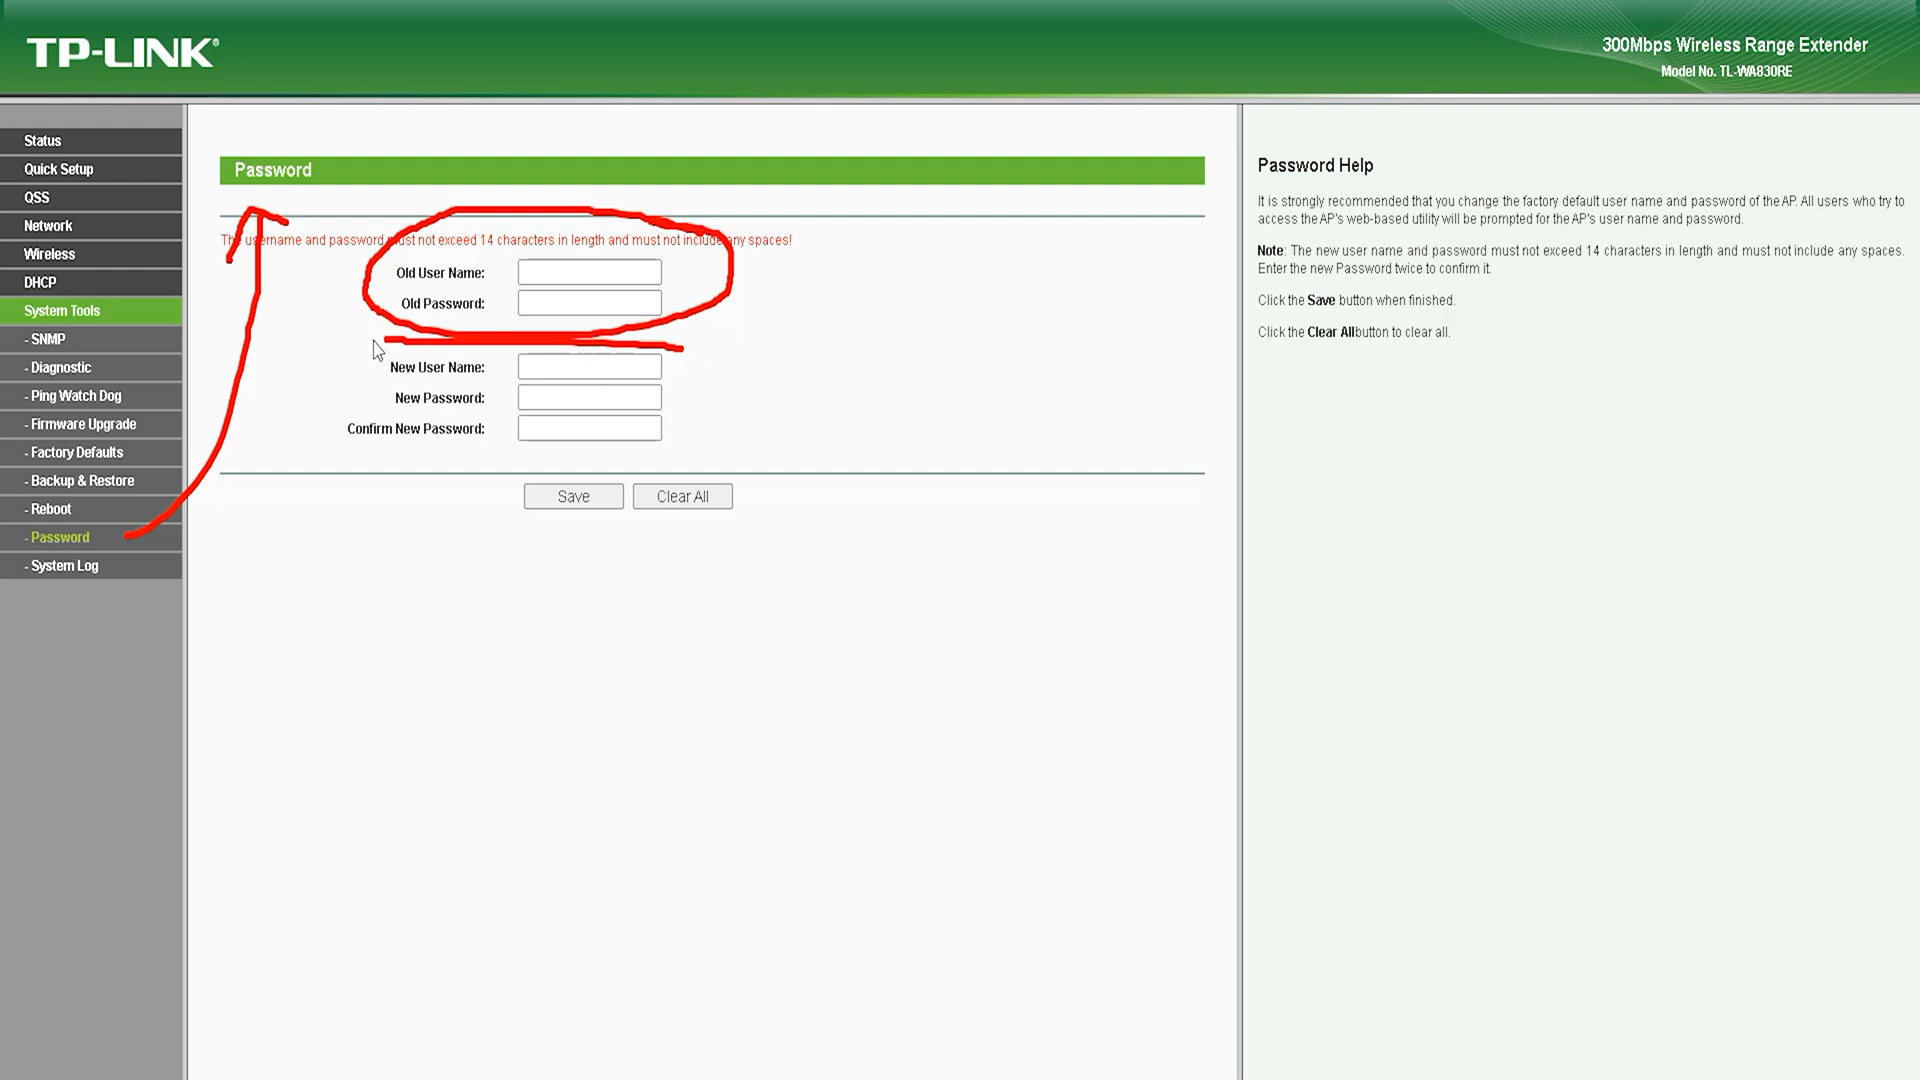 TP-LINK®
300Mbps Wireless Range Extender
Model No. TL-WA830RE
Status
Quick Setup
QSS
Network
Wireless
DHCP
System Tools
- SNMP
- Diagnostic
- Ping Watch Dog
- Firmware Upgrade
- Factory Defaults
- Backup & Restore
- Reboot
- Password
- System Log
Password
The username and password must not exceed 14 characters in length and must not include any spaces!
Old User Name:
Old Password:
New User Name:
New Password:
Confirm New Password:
Save
Clear All
Password Help
It is strongly recommended that you change the factory default user name and password of the AP. All users who try to
access the AP's web-based utility will be prompted for the AP's user name and password.
Note: The new user name and password must not exceed 14 characters in length and must not include any spaces.
Enter the new Password twice to confirm it.
Click the Save button when finished.
Click the Clear Allbutton to clear all.